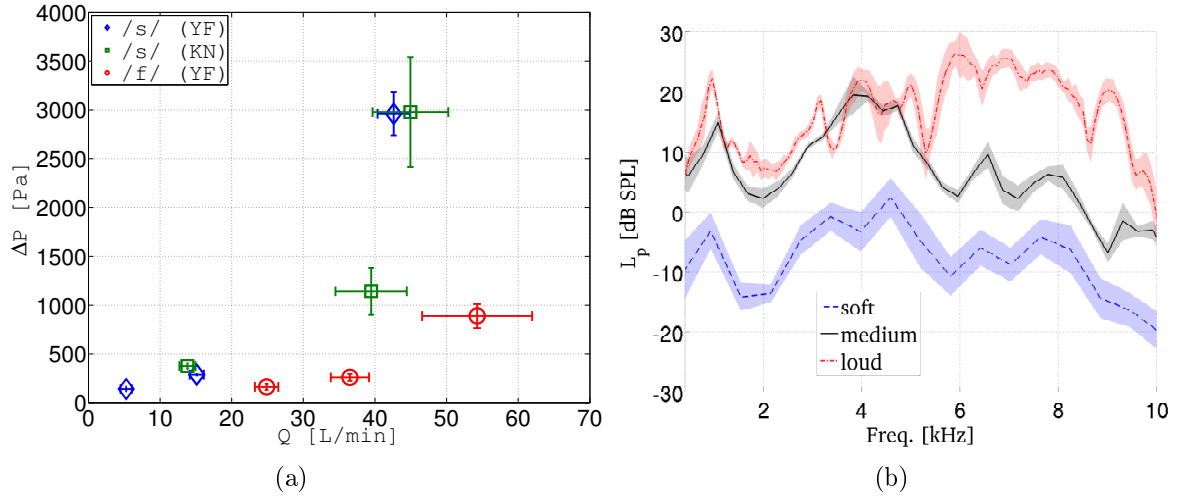 /s/ (YF)
/s/ (KN)
/f/ (YF)
4000
3500
3000
2500
2000
1500
1000
500
0
ΔP [Pa]
0 10 20 30 40 50 60 70
Q [L/min]
(a)
30
20
10
0
-10
-20
-30
L_p [dB SPL]
soft
medium
loud
2 4 6 8 10
Freq. [kHz]
(b)